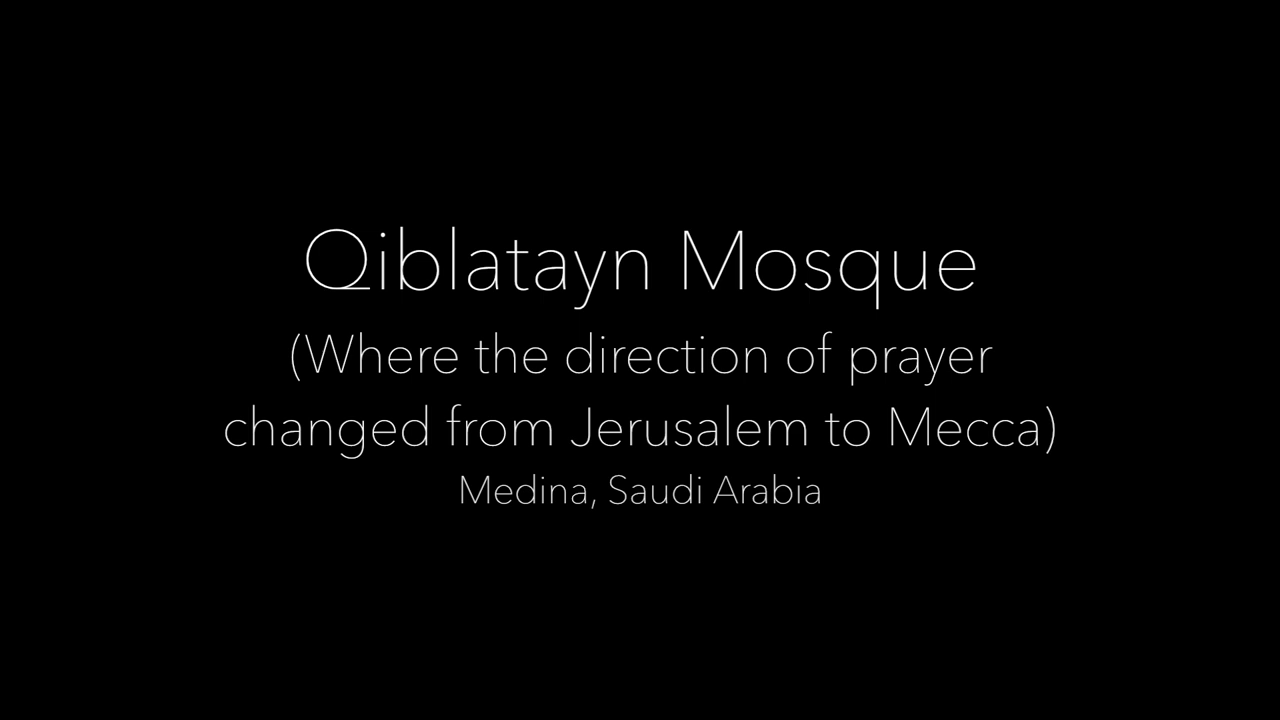 Qiblatayn Mosque
(Where the direction of prayer
changed from Jerusalem to Mecca)
Medina, Saudi Arabia